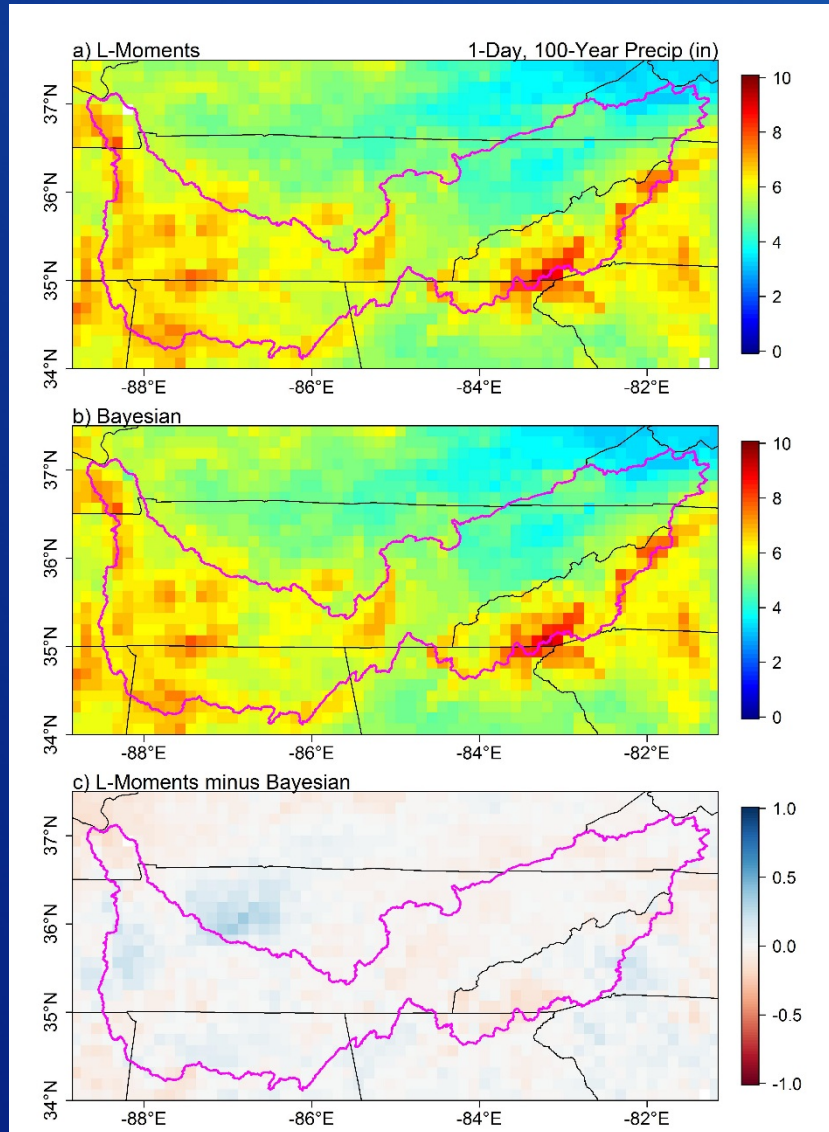 a) L-Moments 1-Day, 100-Year Precip (in)
37°N
36°N
35°N
34°N
-88°E -86°E -84°E -82°E
10
8
6
4
2
0
b) Bayesian
37°N
36°N
35°N
34°N
-88°E -86°E -84°E -82°E
10
8
6
4
2
0
c) L-Moments minus Bayesian
37°N
36°N
35°N
34°N
-88°E -86°E -84°E -82°E
1.0
0.5
0.0
-0.5
-1.0